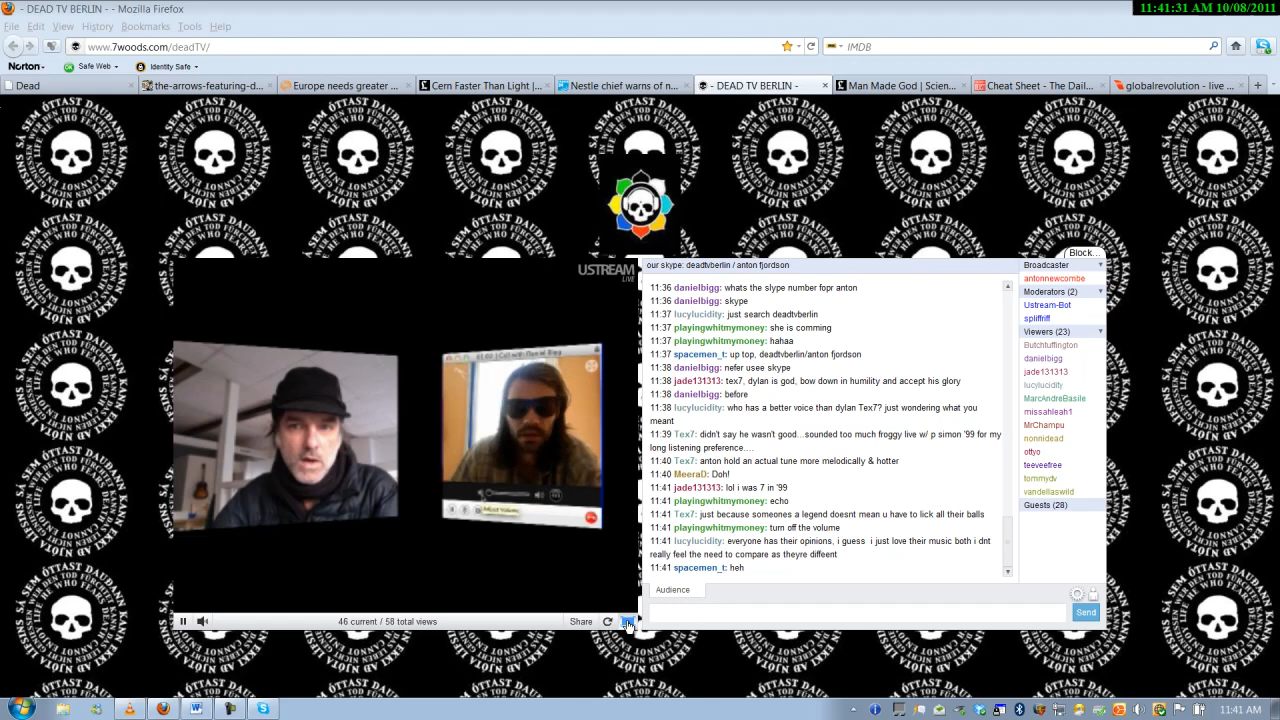 - DEAD TV BERLIN - - Mozilla Firefox
11:41:31 AM 10/08/2011
File Edit View History Bookmarks Tools Help
www.7woods.com/deadTV/
IMDB
Norton
Safe Web
Identity Safe
Dead
the-arrows-featuring-d...
Europe needs greater ...
Cern Faster Than Light |...
Nestle chief warns of n...
- DEAD TV BERLIN -
Man Made God | Scien...
Cheat Sheet - The Dail...
globalrevolution - live ...
Block...
USTREAM
LIVE
our skype: deadtvberlin / anton fjordson
11:36 danielbigg: whats the slype number fopr anton
11:36 danielbigg: skype
11:37 lucylucidity: just search deadtvberlin
11:37 playingwhitmymoney: she is comming
11:37 playingwhitmymoney: hahaa
11:37 spacemen_t: up top, deadtvberlin/anton fjordson
11:38 danielbigg: nefer usee skype
11:38 jade131313: tex7, dylan is god, bow down in humility and accept his glory
11:38 danielbigg: before
11:38 lucylucidity: who has a better voice than dylan Tex7? just wondering what you
meant
11:39 Tex7: didn't say he wasn't good...sounded too much froggy live w/ p simon '99 for my
long listening preference....
11:40 Tex7: anton hold an actual tune more melodically & hotter
11:40 MeeraD: Doh!
11:41 jade131313: lol i was 7 in '99
11:41 playingwhitmymoney: echo
11:41 Tex7: just because someones a legend doesnt mean u have to lick all their balls
11:41 playingwhitmymoney: turn off the volume
11:41 lucylucidity: everyone has their opinions, i guess i just love their music both i dnt
really feel the need to compare as theyre diffeent
11:41 spacemen_t: heh
Broadcaster
antonnewcombe
Moderators (2)
Ustream-Bot
spliffriff
Viewers (23)
Butchtuffington
danielbigg
jade131313
lucylucidity
MarcAndreBasile
missahleah1
MrChampu
nonnidead
ottyo
teeveefree
tommydv
vandellaswild
Guests (28)
Adjust Volume
Audience
Send
46 current / 58 total views
Share
11:41 AM